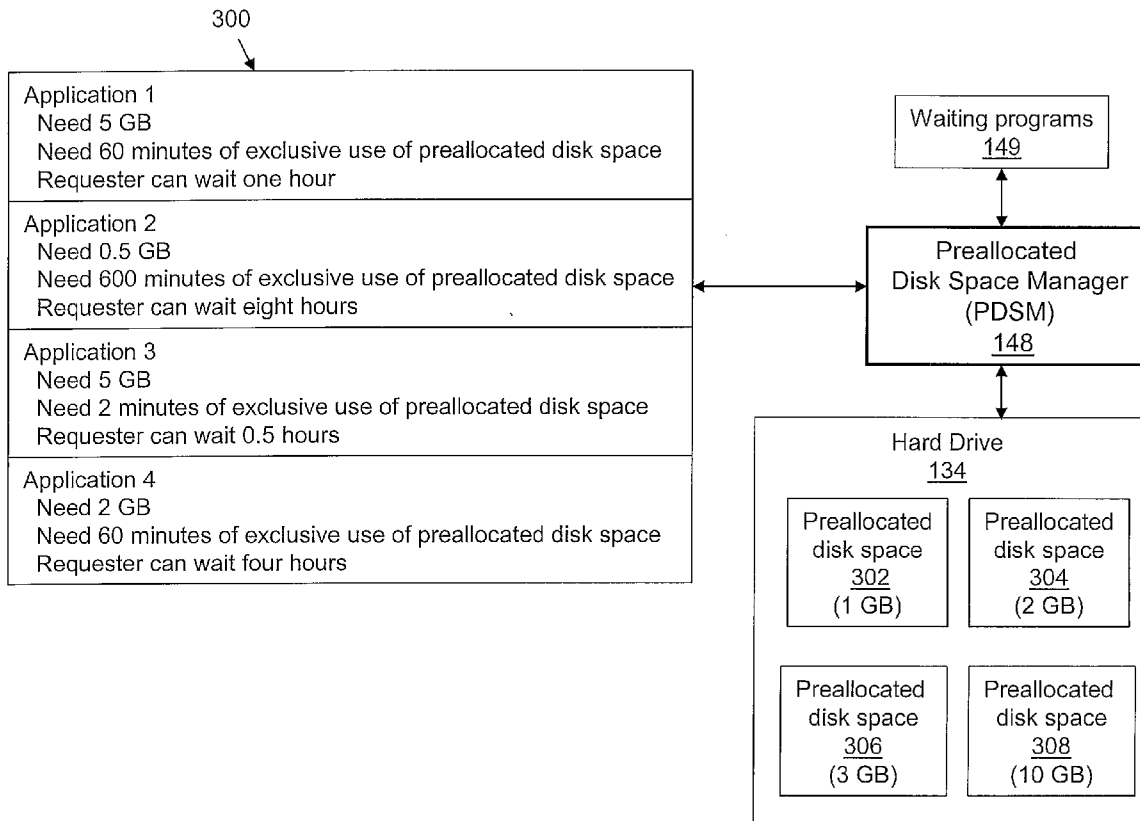 300
Application 1
Need 5 GB
Need 60 minutes of exclusive use of preallocated disk space
Requester can wait one hour
Application 2
Need 0.5 GB
Need 600 minutes of exclusive use of preallocated disk space
Requester can wait eight hours
Application 3
Need 5 GB
Need 2 minutes of exclusive use of preallocated disk space
Requester can wait 0.5 hours
Application 4
Need 2 GB
Need 60 minutes of exclusive use of preallocated disk space
Requester can wait four hours
Waiting programs
149
Preallocated
Disk Space Manager
(PDSM)
148
Hard Drive
134
Preallocated
disk space
302
(1 GB)
Preallocated
disk space
304
(2 GB)
Preallocated
disk space
306
(3 GB)
Preallocated
disk space
308
(10 GB)